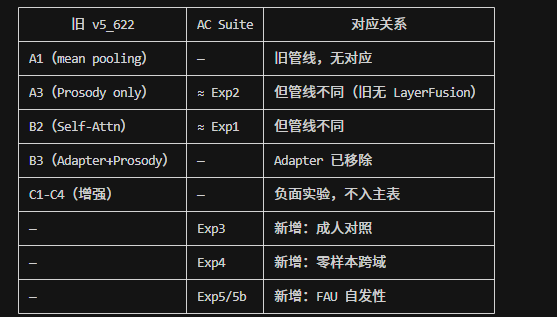 旧 v5_622 AC Suite 对应关系
A1（mean pooling） — 旧管线，无对应
A3（Prosody only） ≈ Exp2 但管线不同（旧无 LayerFusion）
B2（Self-Attn） ≈ Exp1 但管线不同
B3（Adapter+Prosody） — Adapter 已移除
C1-C4（增强） — 负面实验，不入主表
— Exp3 新增：成人对照
— Exp4 新增：零样本跨域
— Exp5/5b 新增：FAU 自发性